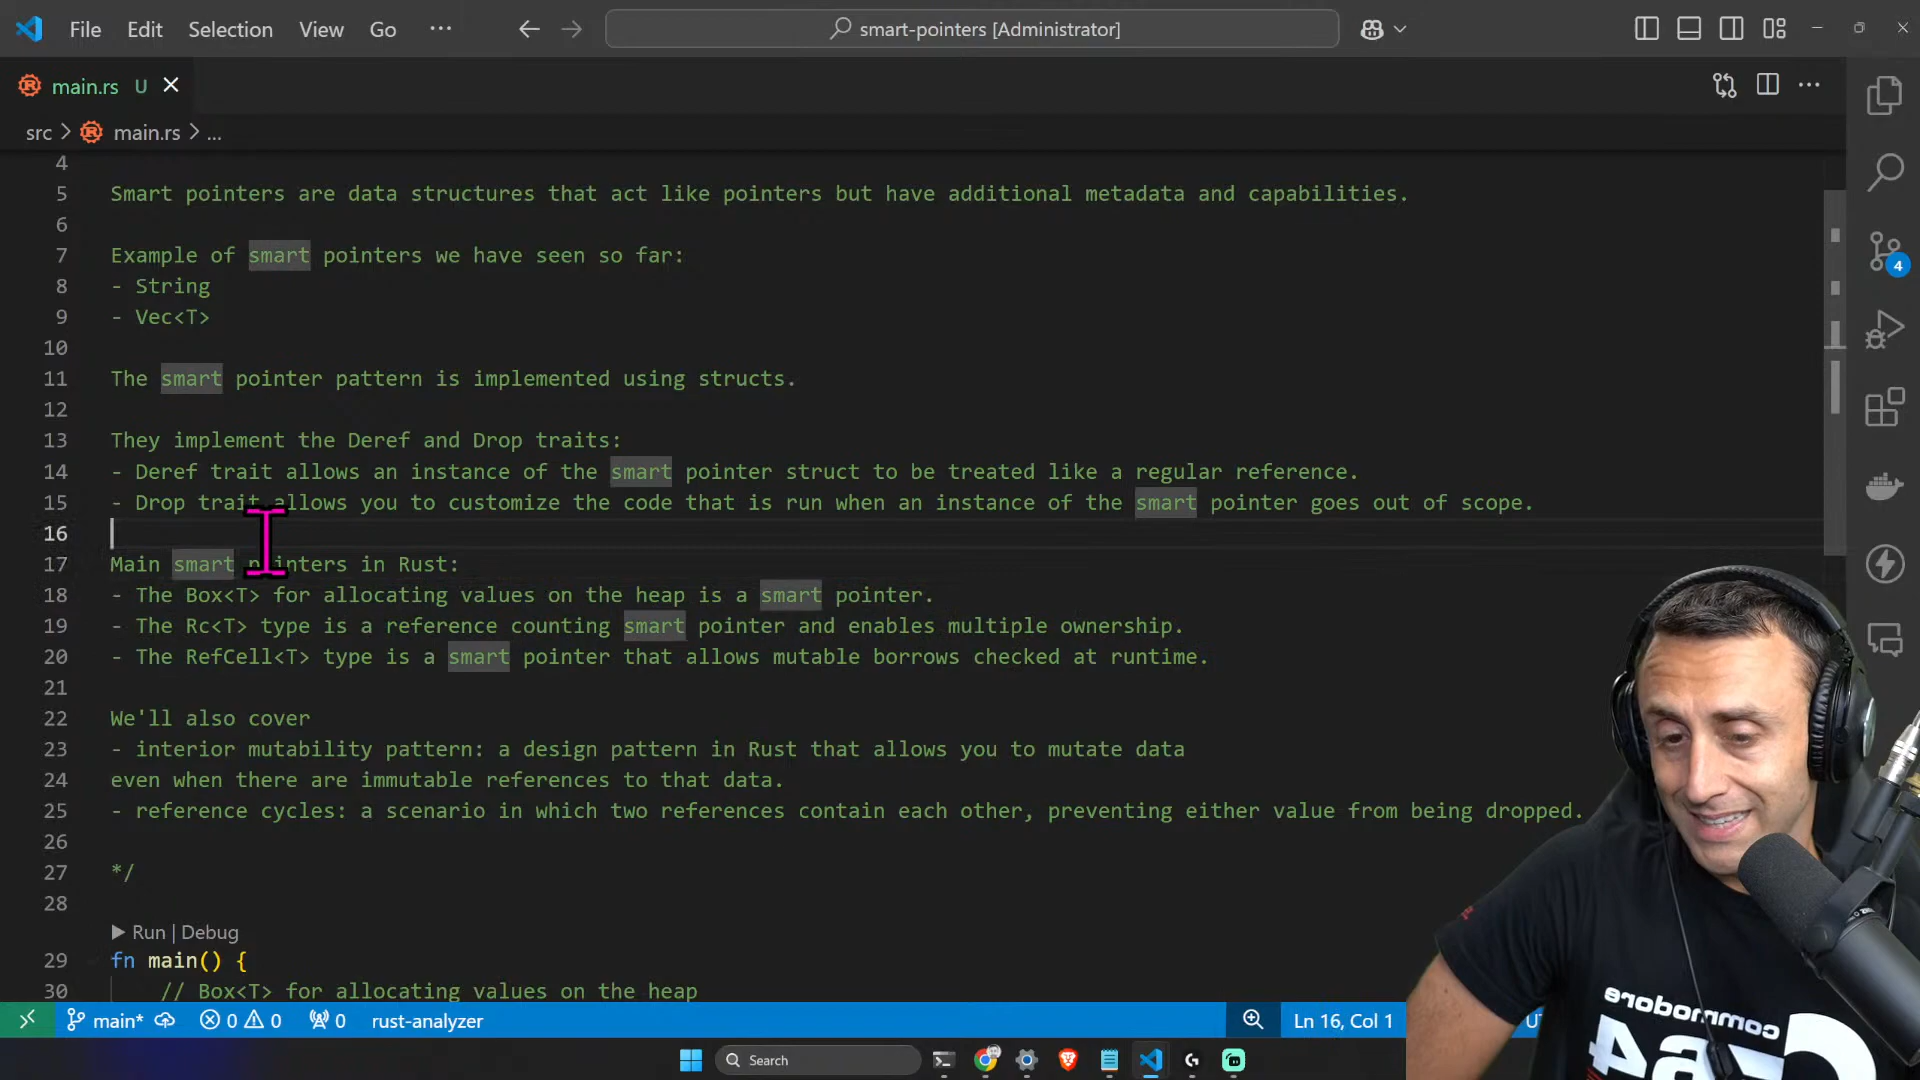 File Edit Selection View Go ··· smart-pointers [Administrator]
main.rs U
src > main.rs > ...
4
5 Smart pointers are data structures that act like pointers but have additional metadata and capabilities.
6
7 Example of smart pointers we have seen so far:
8 - String
9 - Vec<T>
10
11 The smart pointer pattern is implemented using structs.
12
13 They implement the Deref and Drop traits:
14 - Deref trait allows an instance of the smart pointer struct to be treated like a regular reference.
15 - Drop trait allows you to customize the code that is run when an instance of the smart pointer goes out of scope.
16
17 Main smart pointers in Rust:
18 - The Box<T> for allocating values on the heap is a smart pointer.
19 - The Rc<T> type is a reference counting smart pointer and enables multiple ownership.
20 - The RefCell<T> type is a smart pointer that allows mutable borrows checked at runtime.
21
22 We'll also cover
23 - interior mutability pattern: a design pattern in Rust that allows you to mutate data
24 even when there are immutable references to that data.
25 - reference cycles: a scenario in which two references contain each other, preventing either value from being dropped.
26
27 */
28
Run | Debug
29 fn main() {
30 // Box<T> for allocating values on the heap
4
commodore
C64
main* 0 0 0 rust-analyzer Ln 16, Col 1
Search